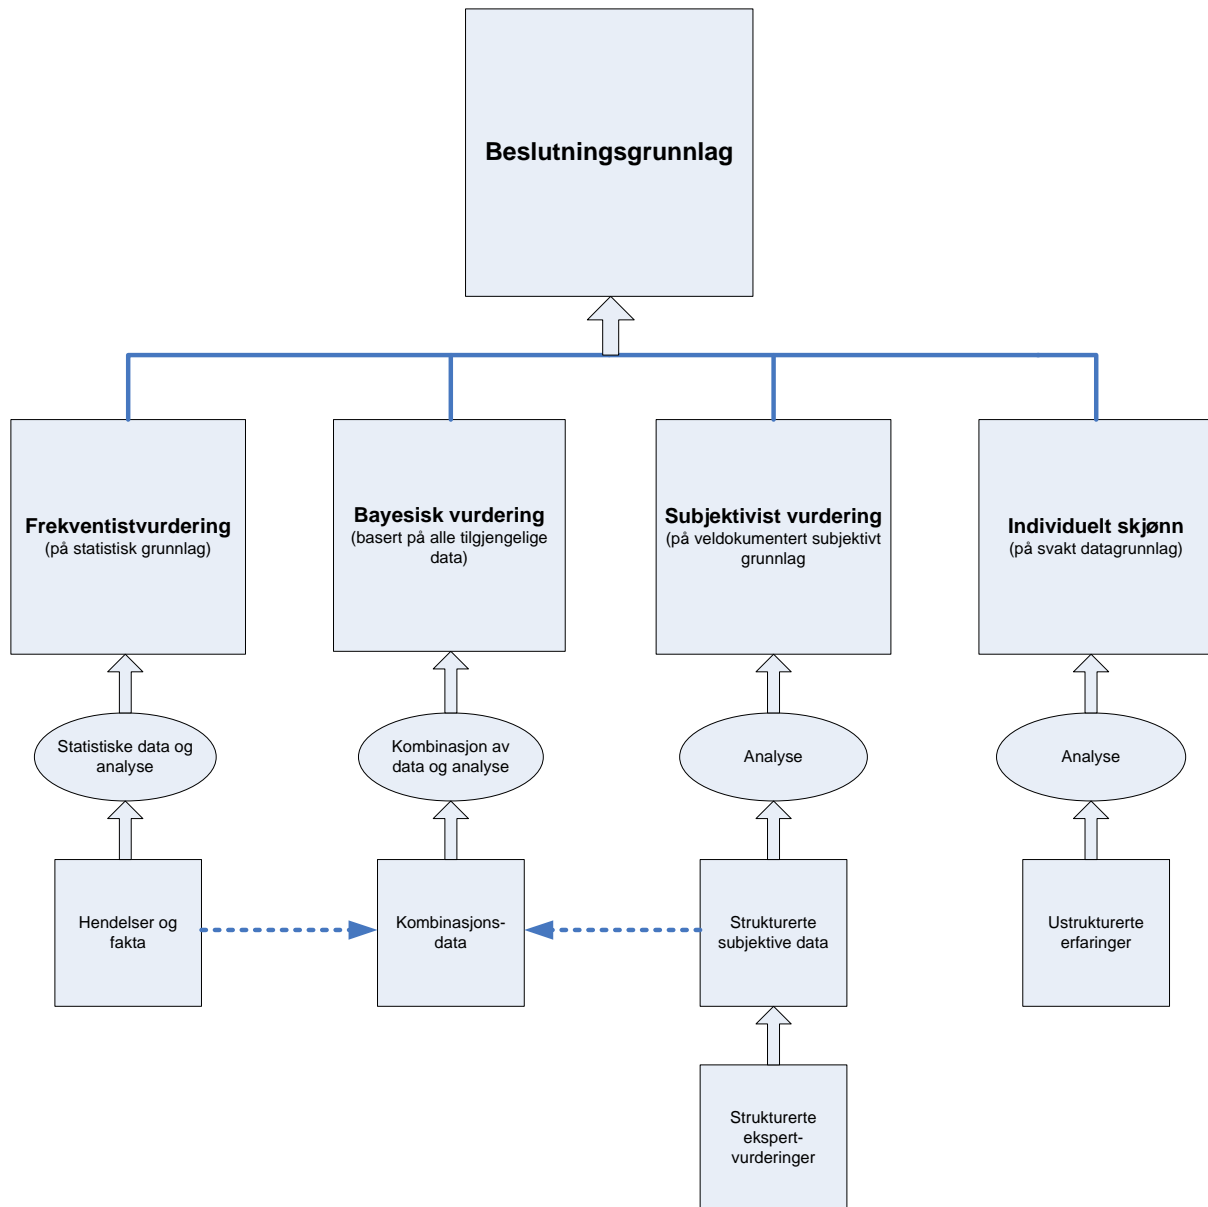 Beslutningsgrunnlag
Frekventistvurdering
(på statistisk grunnlag)
Bayesisk vurdering
(basert på alle tilgjengelige
data)
Subjektivist vurdering
(på veldokumentert subjektivt
grunnlag
Individuelt skjønn
(på svakt datagrunnlag)
Statistiske data og
analyse
Kombinasjon av
data og analyse
Analyse
Analyse
Hendelser og
fakta
Kombinasjons-
data
Strukturerte
subjektive data
Ustrukturerte
erfaringer
Strukturerte
ekspert-
vurderinger